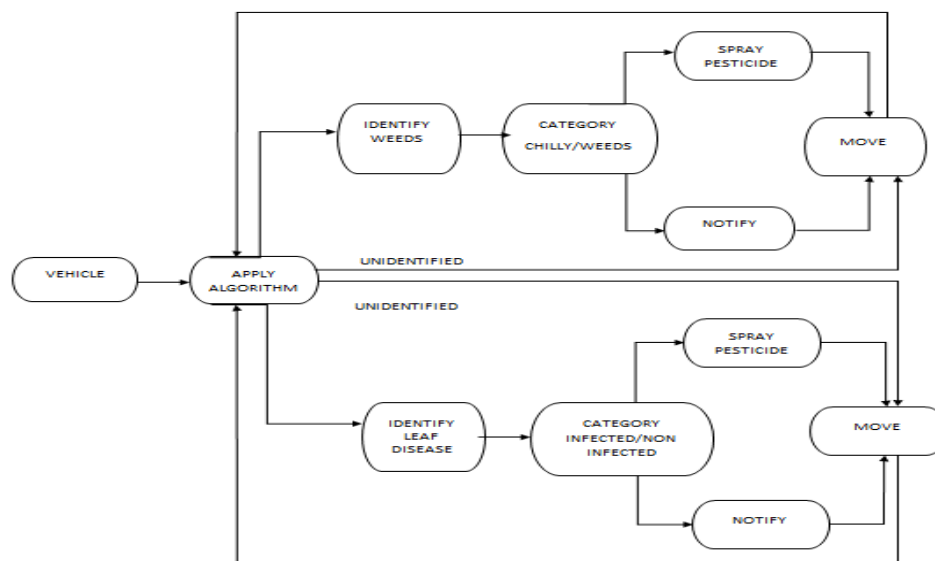 SPRAY
PESTICIDE
IDENTIFY
WEEDS
CATEGORY
CHILLY/WEEDS
MOVE
NOTIFY
VEHICLE
APPLY
ALGORITHM
UNIDENTIFIED
UNIDENTIFIED
SPRAY
PESTICIDE
IDENTIFY
LEAF
DISEASE
CATEGORY
INFECTED/NON
INFECTED
MOVE
NOTIFY